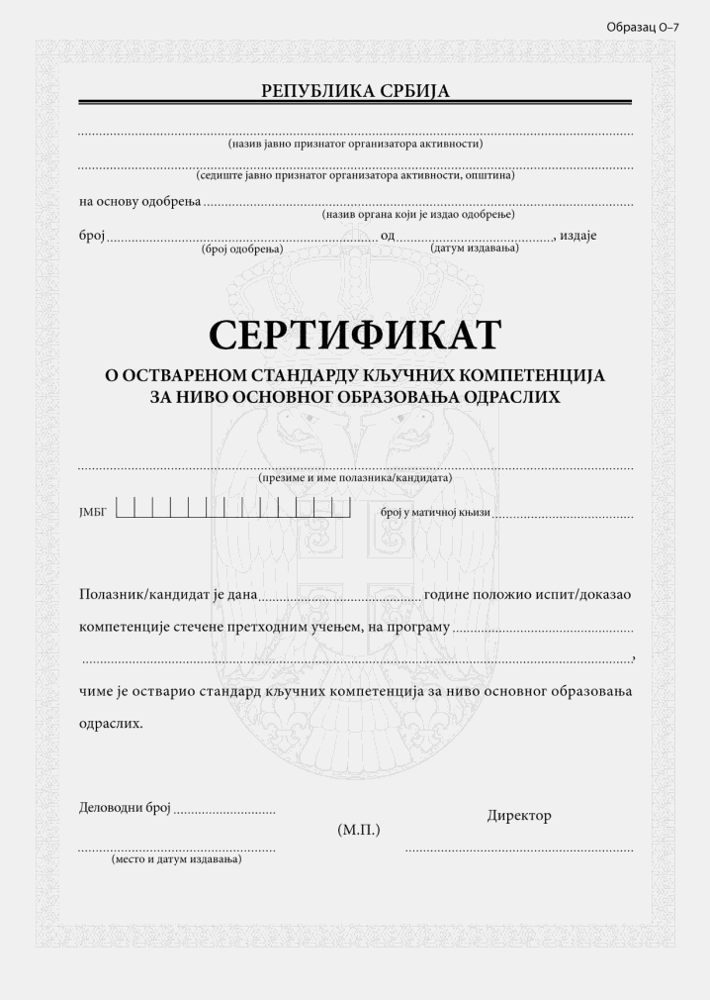 Образац О–7
РЕПУБЛИКА СРБИЈА
(назив јавно признатог организатора активности)
(седиште јавно признатог организатора активности, општина)
на основу одобрења
(назив органа који је издао одобрење)
број од , издаје
(број одобрења) (датум издавања)
СЕРТИФИКАТ
О ОСТВАРЕНОМ СТАНДАРДУ КЉУЧНИХ КОМПЕТЕНЦИЈА
ЗА НИВО ОСНОВНОГ ОБРАЗОВАЊА ОДРАСЛИХ
(презиме и име полазника/кандидата)
ЈМБГ број у матичној књизи
Полазник/кандидат је дана године положио испит/доказао
компетенције стечене претходним учењем, на програму
,
чиме је остварио стандард кључних компетенција за ниво основног образовања
одраслих.
Деловодни број
Директор
(М.П.)
(место и датум издавања)